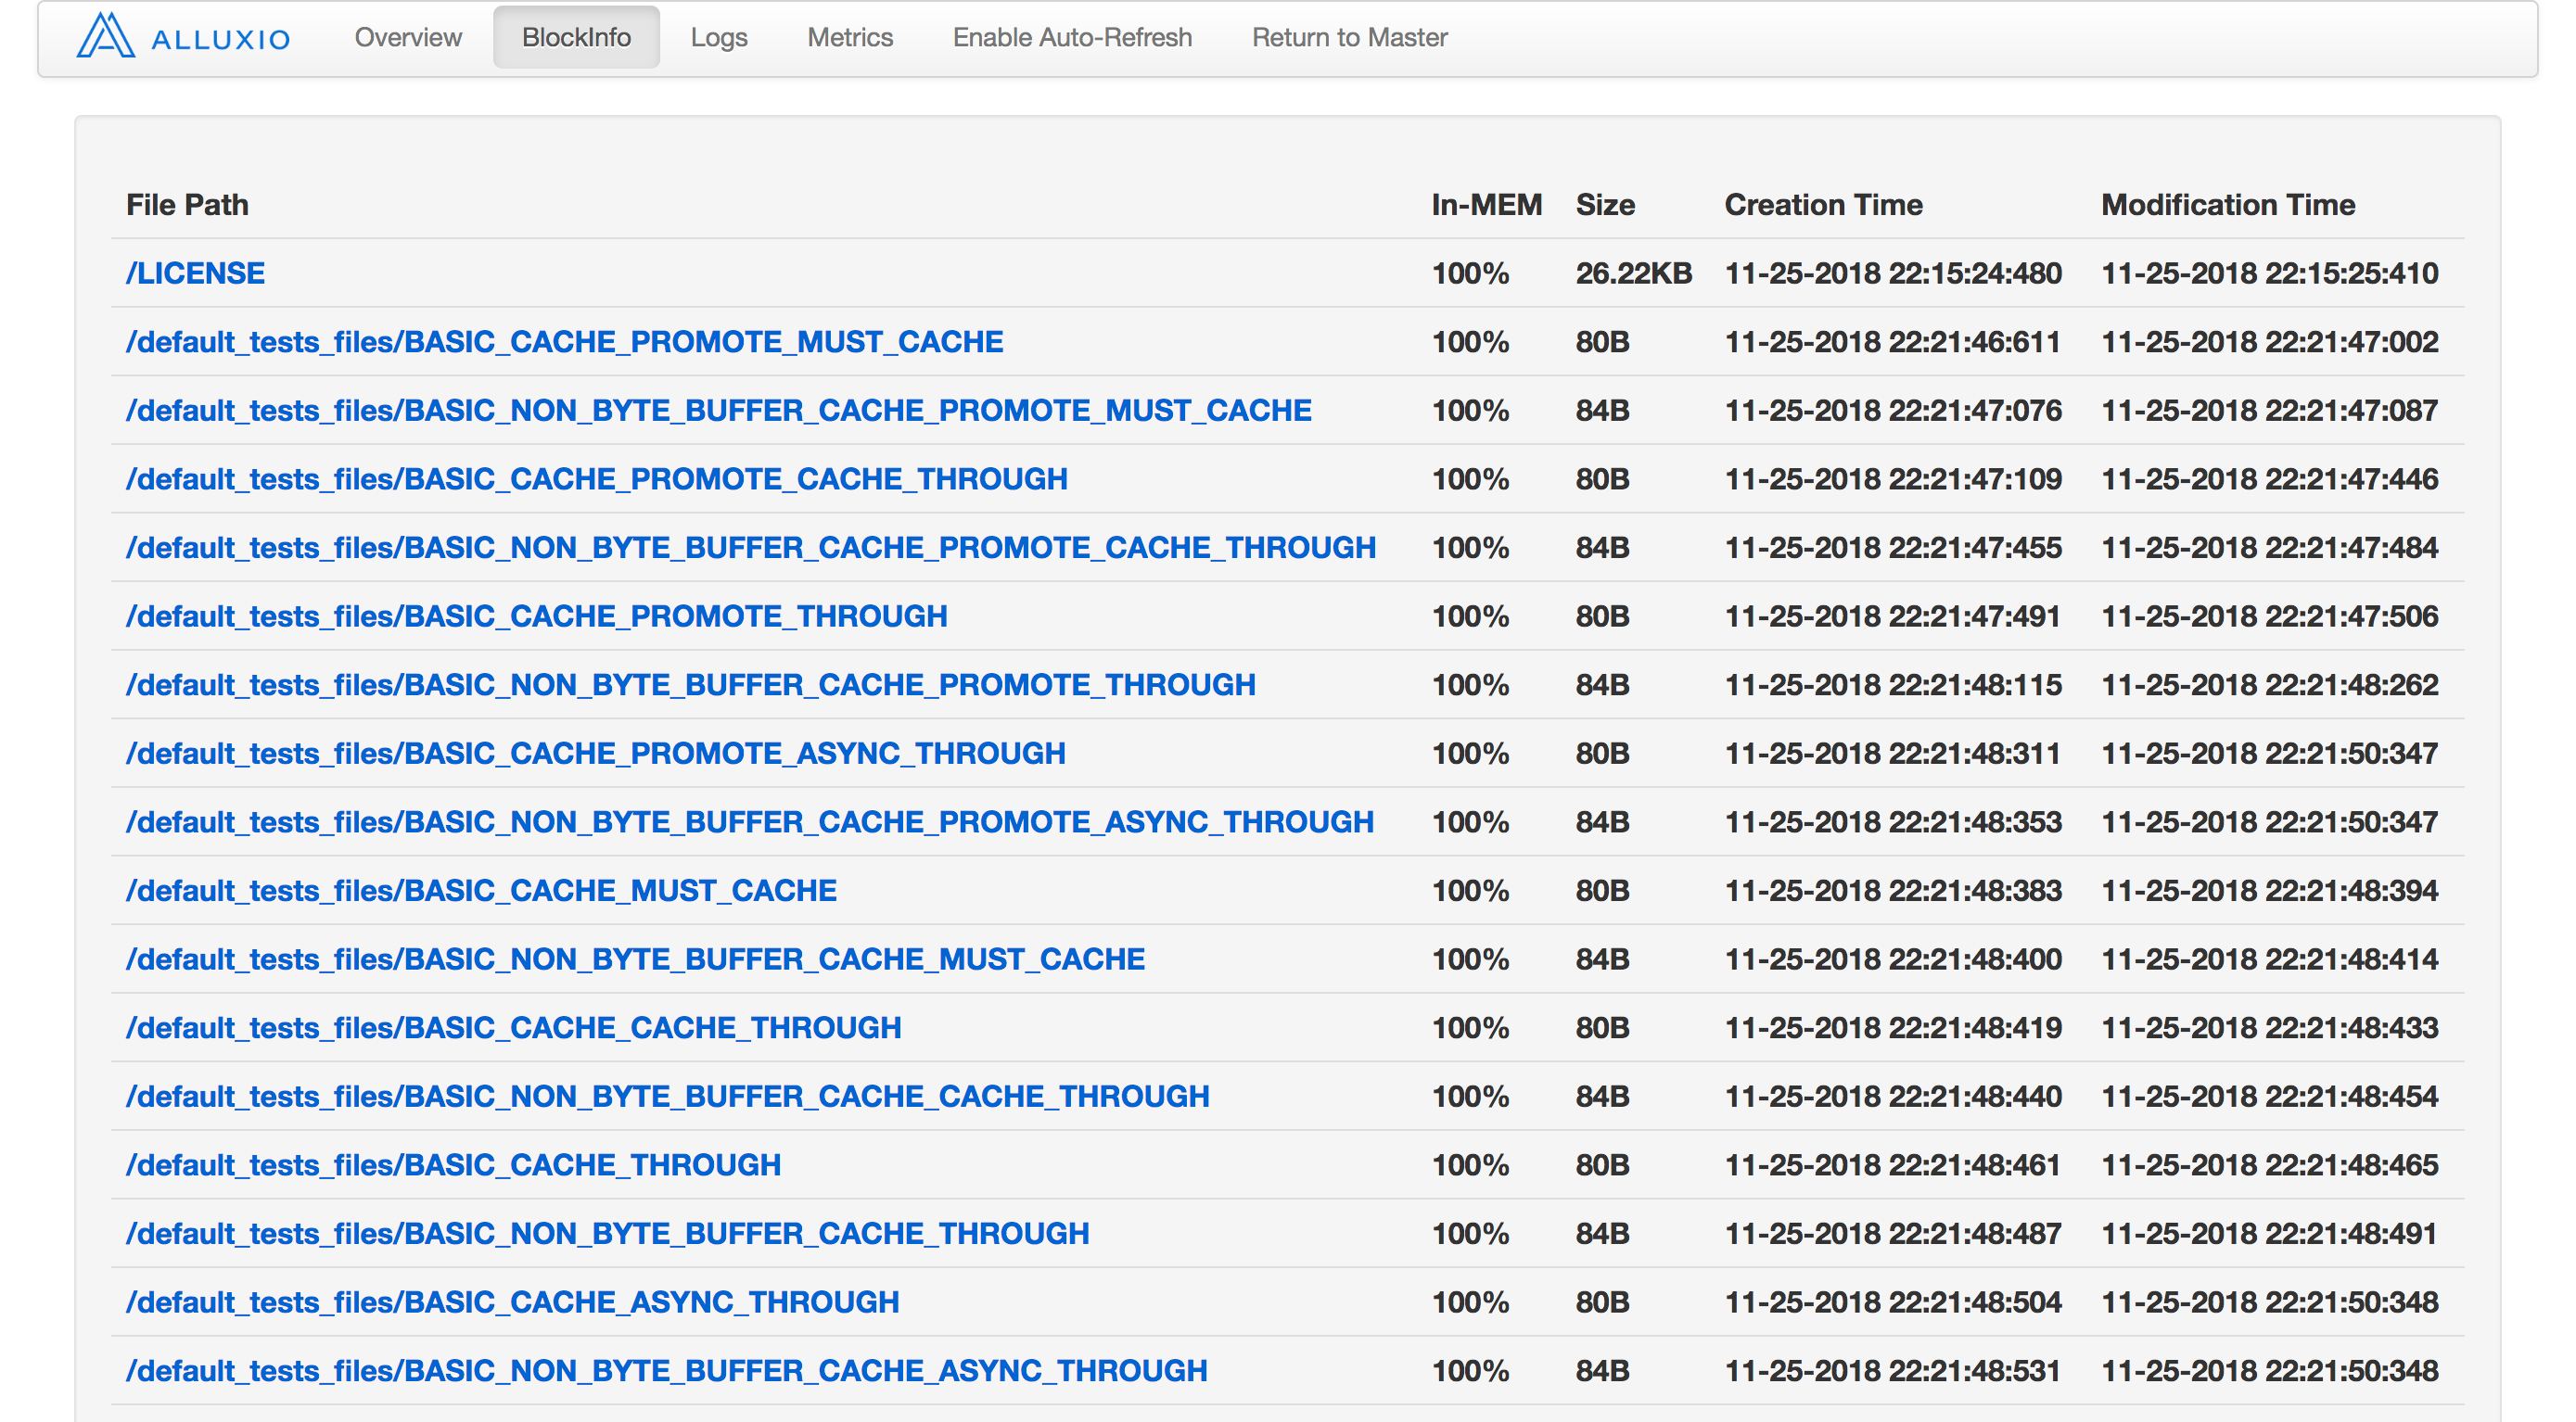 ALLUXIO Overview BlockInfo Logs Metrics Enable Auto-Refresh Return to Master
File Path In-MEM Size Creation Time Modification Time
/LICENSE 100% 26.22KB 11-25-2018 22:15:24:480 11-25-2018 22:15:25:410
/default_tests_files/BASIC_CACHE_PROMOTE_MUST_CACHE 100% 80B 11-25-2018 22:21:46:611 11-25-2018 22:21:47:002
/default_tests_files/BASIC_NON_BYTE_BUFFER_CACHE_PROMOTE_MUST_CACHE 100% 84B 11-25-2018 22:21:47:076 11-25-2018 22:21:47:087
/default_tests_files/BASIC_CACHE_PROMOTE_CACHE_THROUGH 100% 80B 11-25-2018 22:21:47:109 11-25-2018 22:21:47:446
/default_tests_files/BASIC_NON_BYTE_BUFFER_CACHE_PROMOTE_CACHE_THROUGH 100% 84B 11-25-2018 22:21:47:455 11-25-2018 22:21:47:484
/default_tests_files/BASIC_CACHE_PROMOTE_THROUGH 100% 80B 11-25-2018 22:21:47:491 11-25-2018 22:21:47:506
/default_tests_files/BASIC_NON_BYTE_BUFFER_CACHE_PROMOTE_THROUGH 100% 84B 11-25-2018 22:21:48:115 11-25-2018 22:21:48:262
/default_tests_files/BASIC_CACHE_PROMOTE_ASYNC_THROUGH 100% 80B 11-25-2018 22:21:48:311 11-25-2018 22:21:50:347
/default_tests_files/BASIC_NON_BYTE_BUFFER_CACHE_PROMOTE_ASYNC_THROUGH 100% 84B 11-25-2018 22:21:48:353 11-25-2018 22:21:50:347
/default_tests_files/BASIC_CACHE_MUST_CACHE 100% 80B 11-25-2018 22:21:48:383 11-25-2018 22:21:48:394
/default_tests_files/BASIC_NON_BYTE_BUFFER_CACHE_MUST_CACHE 100% 84B 11-25-2018 22:21:48:400 11-25-2018 22:21:48:414
/default_tests_files/BASIC_CACHE_CACHE_THROUGH 100% 80B 11-25-2018 22:21:48:419 11-25-2018 22:21:48:433
/default_tests_files/BASIC_NON_BYTE_BUFFER_CACHE_CACHE_THROUGH 100% 84B 11-25-2018 22:21:48:440 11-25-2018 22:21:48:454
/default_tests_files/BASIC_CACHE_THROUGH 100% 80B 11-25-2018 22:21:48:461 11-25-2018 22:21:48:465
/default_tests_files/BASIC_NON_BYTE_BUFFER_CACHE_THROUGH 100% 84B 11-25-2018 22:21:48:487 11-25-2018 22:21:48:491
/default_tests_files/BASIC_CACHE_ASYNC_THROUGH 100% 80B 11-25-2018 22:21:48:504 11-25-2018 22:21:50:348
/default_tests_files/BASIC_NON_BYTE_BUFFER_CACHE_ASYNC_THROUGH 100% 84B 11-25-2018 22:21:48:531 11-25-2018 22:21:50:348